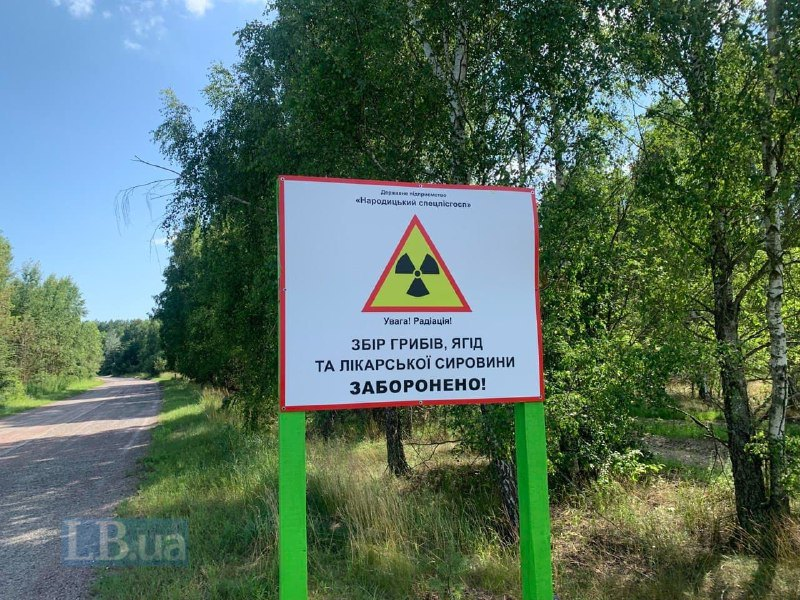 Державне підприємство
«Народицький спецлісгосп»
Увага! Радіація!
ЗБІР ГРИБІВ, ЯГІД
ТА ЛІКАРСЬКОЇ СИРОВИНИ
ЗАБОРОНЕНО!
LB.ua